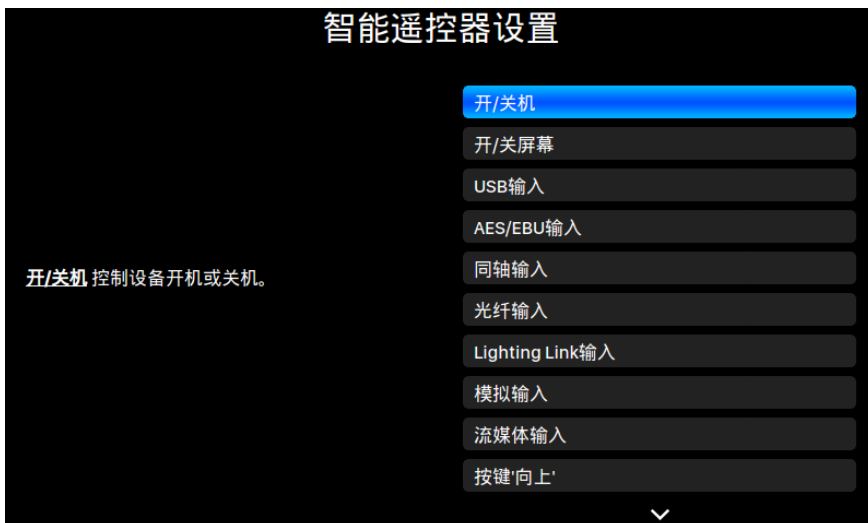 智能遥控器设置
开/关机
开/关屏幕
USB输入
AES/EBU输入
开/关机 控制设备开机或关机。
同轴输入
光纤输入
Lighting Link输入
模拟输入
流媒体输入
按键'向上'